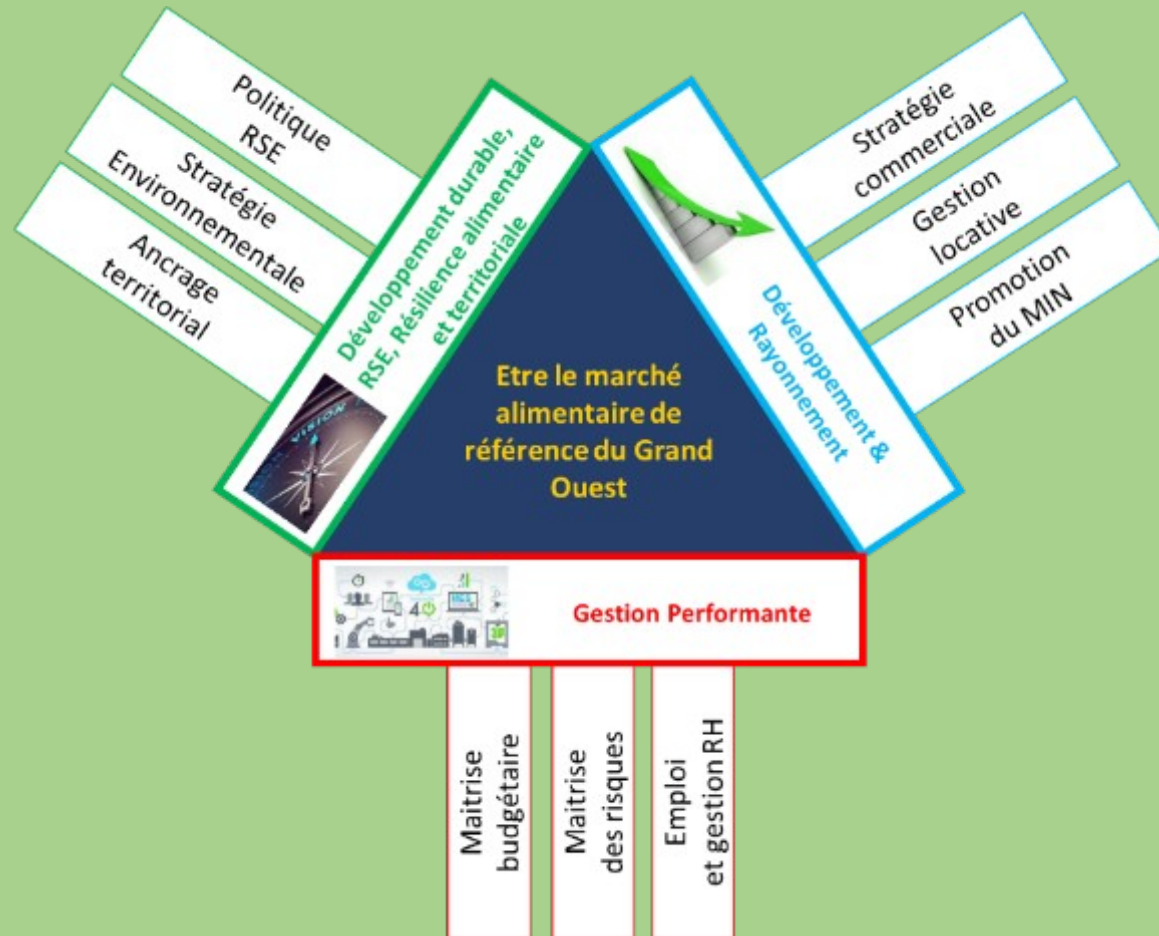 Politique
RSE
Stratégie
Environnementale
Ancrage
territorial
Développement durable,
RSE, Résilience alimentaire
et territoriale
VISION
Stratégie
commerciale
Gestion
locative
Promotion
du MIN
Développement &
Rayonnement
Etre le marché
alimentaire de
référence du Grand
Ouest
Gestion Performante
4
Maitrise
budgétaire
Maitrise
des risques
Emploi
et gestion RH